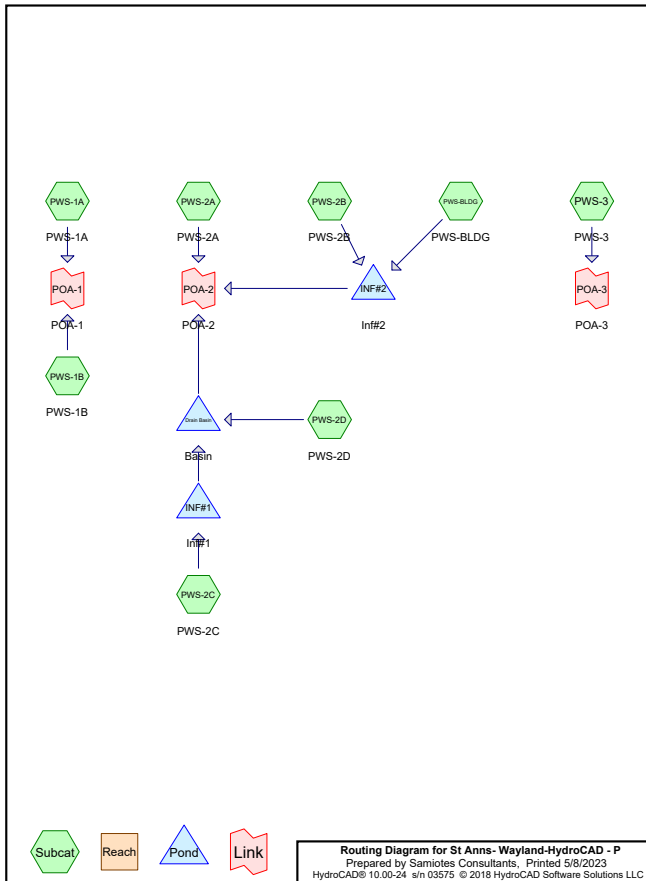 PWS-1A
PWS-2A
PWS-2B
PWS-BLDG
PWS-3
PWS-1A
PWS-2A
PWS-2B
PWS-BLDG
PWS-3
POA-1
POA-2
INF#2
POA-3
POA-1
POA-2
Inf#2
POA-3
PWS-1B
PWS-1B
Drain Basin
PWS-2D
Basin
PWS-2D
INF#1
Inf#1
PWS-2C
PWS-2C
Subcat
Reach
Pond
Link
Routing Diagram for St Anns- Wayland-HydroCAD - P
Prepared by Samiotes Consultants, Printed 5/8/2023
HydroCAD® 10.00-24 s/n 03575 © 2018 HydroCAD Software Solutions LLC